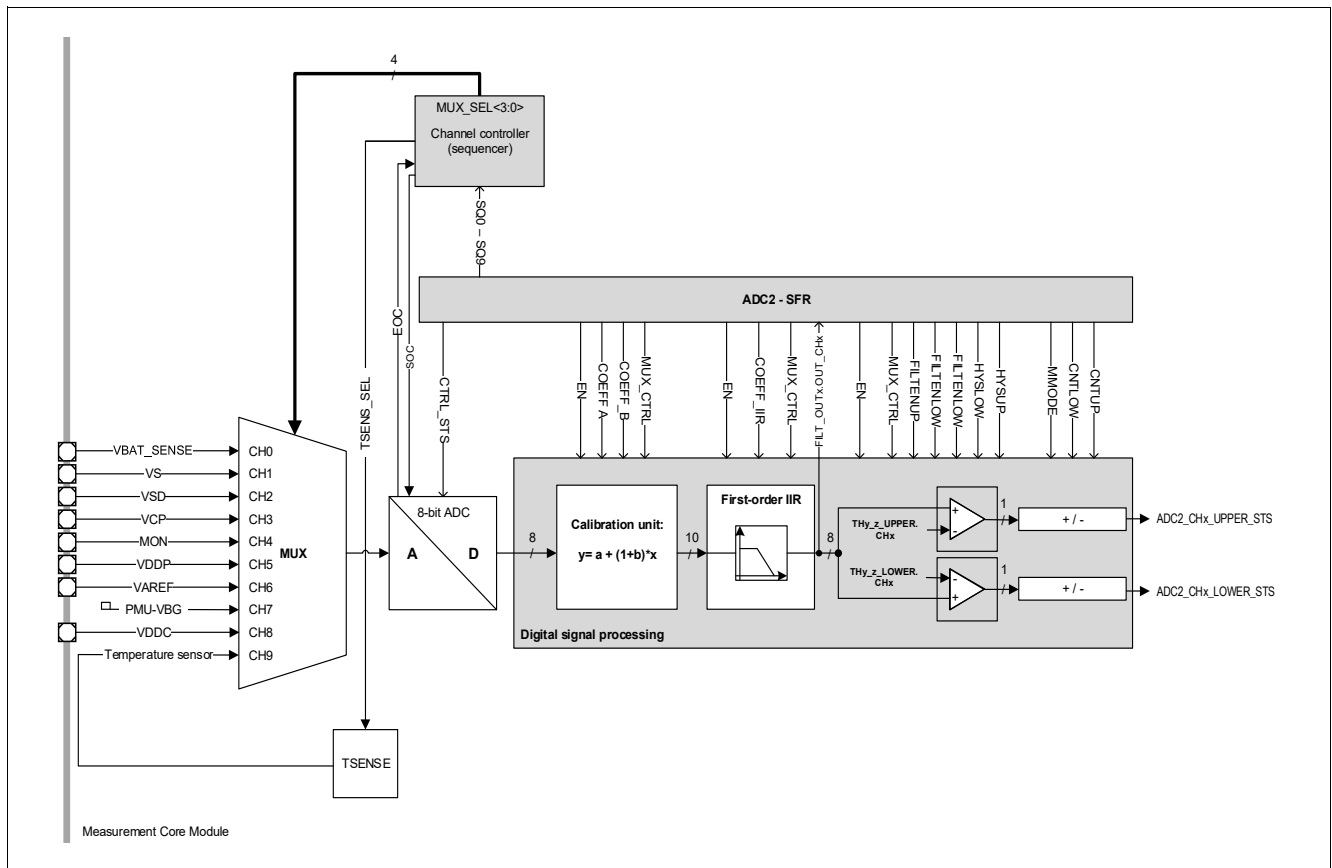 4
MUX_SEL<3:0>
Channel controller
(sequencer)
SQ9 – SQ0
ADC2 - SFR
TSENS_SEL
EOC
SOC
CTRL_STS
EN
COEFF A
COEFF_B
MUX_CTRL
EN
COEFF_IIR
MUX_CTRL
FILT_OUTx.OUT_CHx
EN
MUX_CTRL
FILTENUP
FILTENLOW
FILTENLOW
HYSLOW
HYSUP
MMODE
CNTLOW
CNTUP
VBAT_SENSE
CH0
VS
CH1
VSD
CH2
VCP
CH3
MON
CH4
VDDP
CH5
VAREF
CH6
PMU-VBG
CH7
VDDC
CH8
Temperature sensor
CH9
MUX
8-bit ADC
A
D
8
Calibration unit:
y= a + (1+b)*x
10
First-order IIR
8
THy_z_UPPER.
CHx
+
-
1
+ / -
ADC2_CHx_UPPER_STS
THy_z_LOWER.
CHx
-
+
1
+ / -
ADC2_CHx_LOWER_STS
Digital signal processing
TSENSE
Measurement Core Module